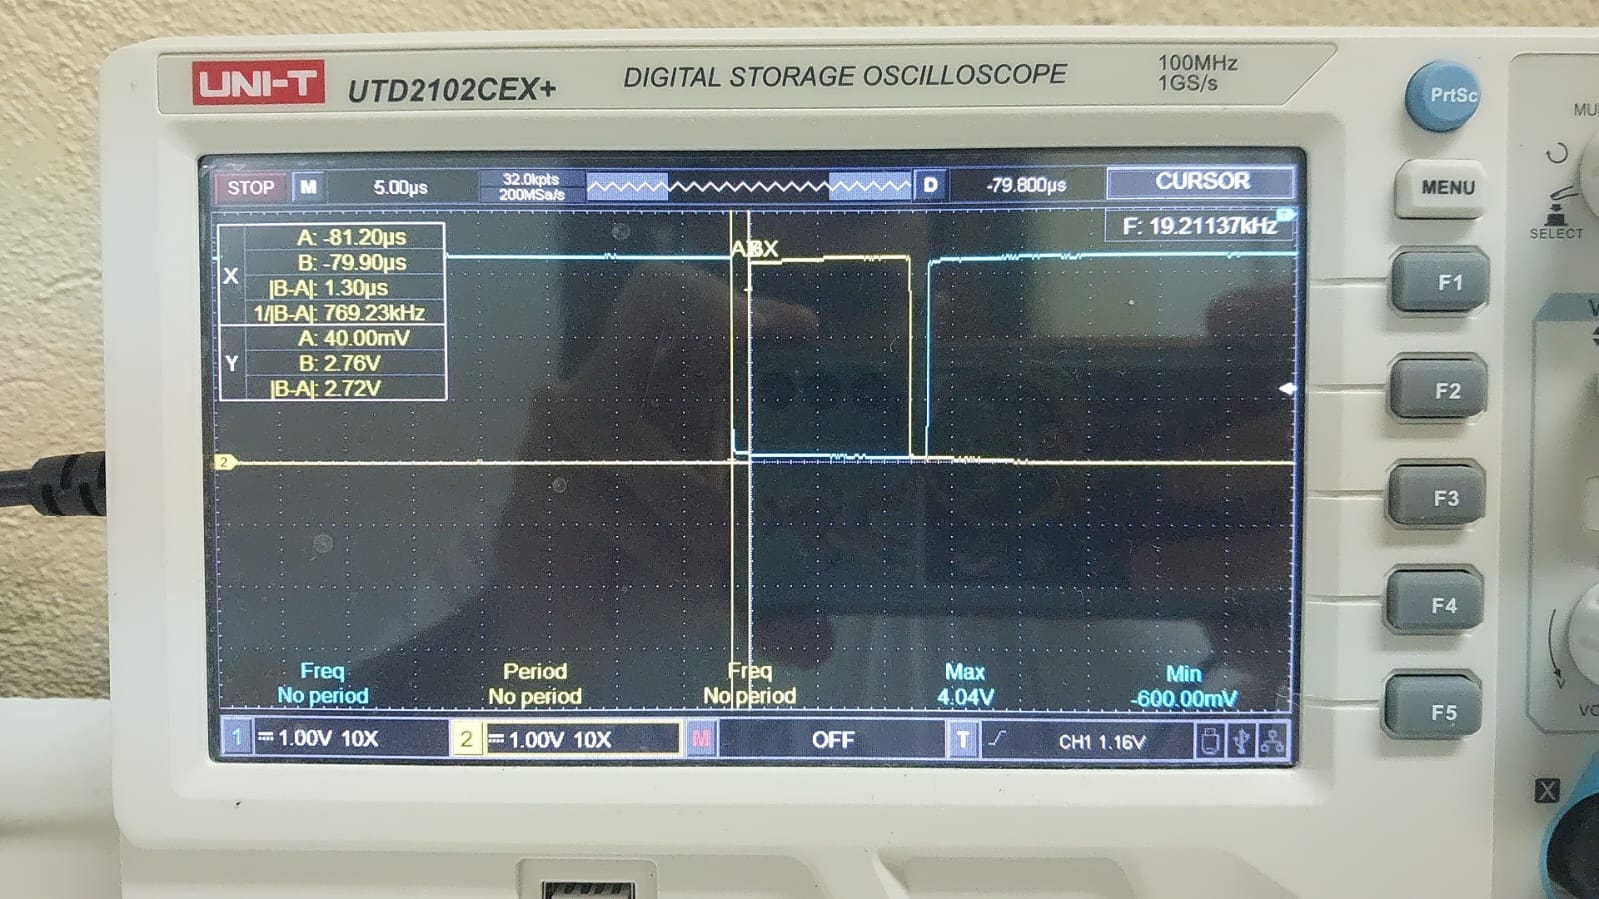 UNI-T UTD2102CEX+ DIGITAL STORAGE OSCILLOSCOPE 100MHz
1GS/s
PrtSc
STOP M 5.00µs 32.0kpts
200MSa/s
D -79.800µs CURSOR
MENU
SELECT
F: 19.21137kHz
X
A: -81.20µs
B: -79.90µs
|B-A|: 1.30µs
1/|B-A|: 769.23kHz
Y
A: 40.00mV
B: 2.76V
|B-A|: 2.72V
2
F1
F2
F3
F4
F5
Freq Period Freq Max Min
No period No period No period 4.04V -600.00mV
1 1.00V 10X 2 1.00V 10X M OFF T CH1 1.16V
X